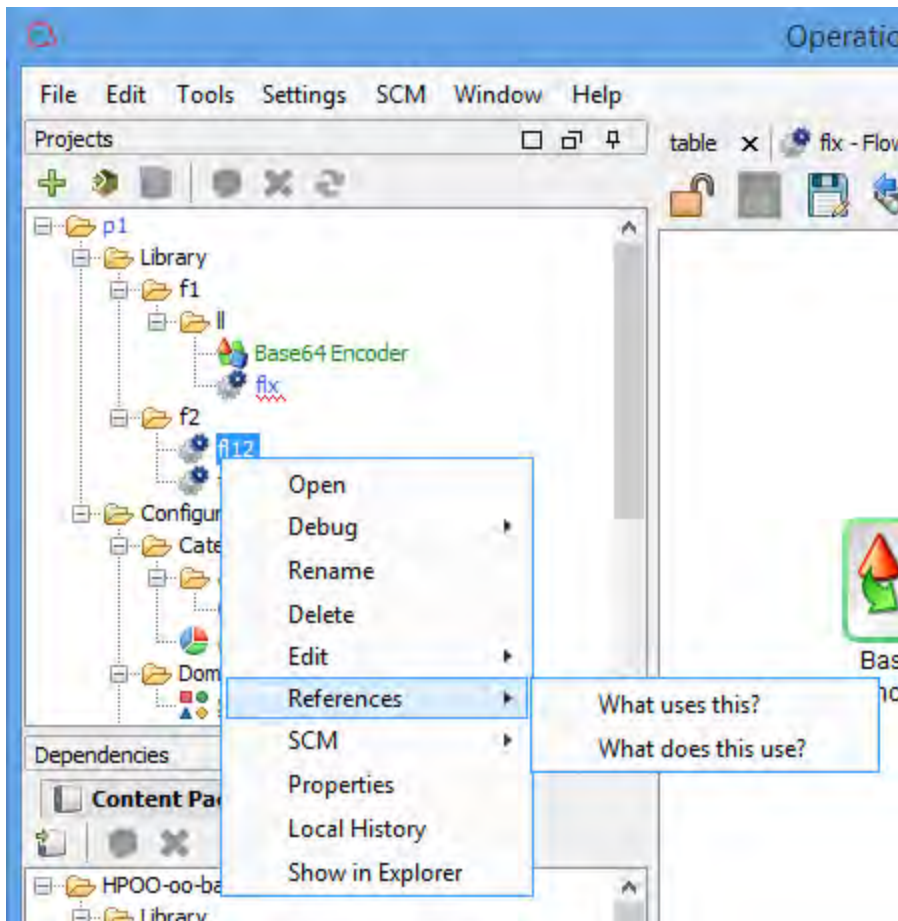 Operatio
File Edit Tools Settings SCM Window Help
Projects
table
flx - Flow
p1
Library
f1
ll
Base64 Encoder
flx
f2
fl12
Configur
Cate
Dom
Open
Debug
Rename
Delete
Edit
References
SCM
Properties
Local History
Show in Explorer
What uses this?
What does this use?
Bas
Dependencies
Content Pac
HPOO-oo-ba
Library